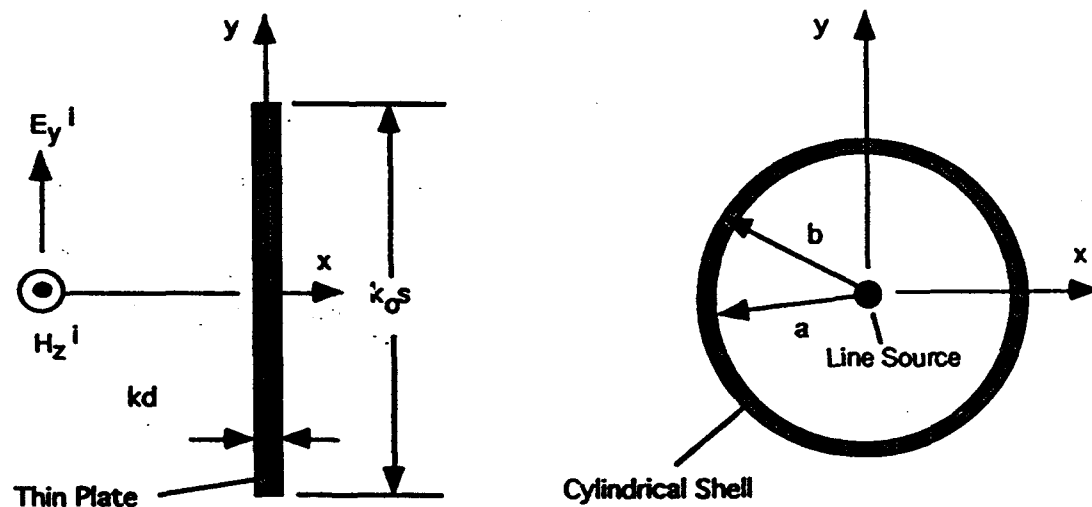 y
E_y^i
x
H_z^i
k_o s
kd
Thin Plate
y
x
b
a
Line Source
Cylindrical Shell